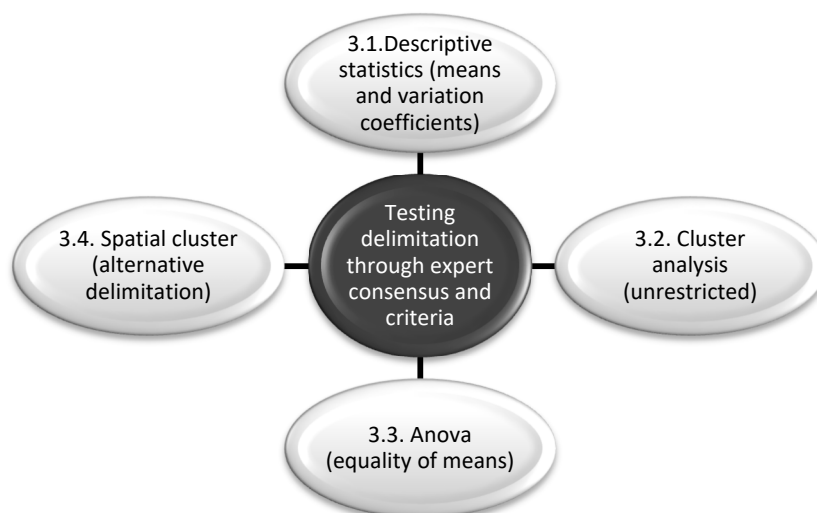 3.1.Descriptive
statistics (means
and variation
coefficients)
3.4. Spatial cluster
(alternative
delimitation)
Testing
delimitation
through expert
consensus and
criteria
3.2. Cluster
analysis
(unrestricted)
3.3. Anova
(equality of means)